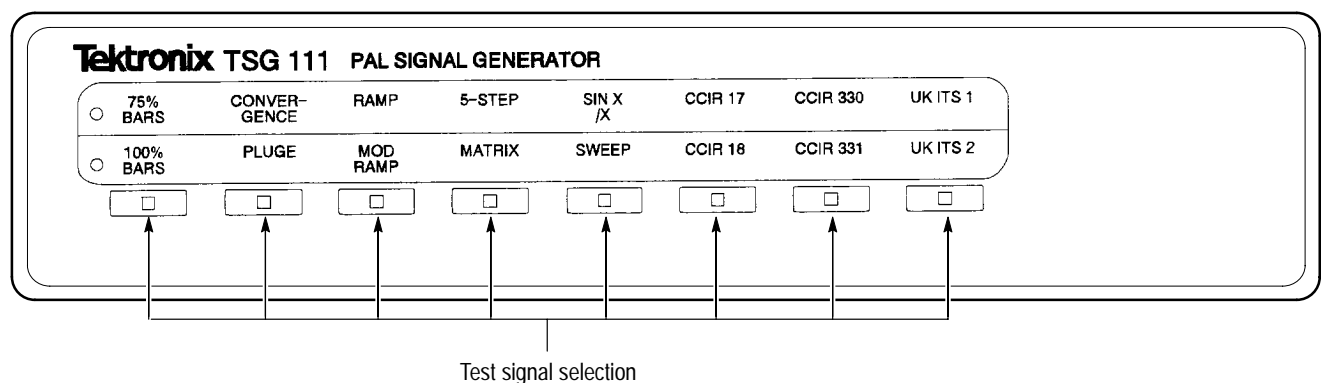 Tektronix TSG 111 PAL SIGNAL GENERATOR
75% BARS
CONVER-
GENCE
RAMP
5-STEP
SIN X
/X
CCIR 17
CCIR 330
UK ITS 1
100%
BARS
PLUGE
MOD
RAMP
MATRIX
SWEEP
CCIR 18
CCIR 331
UK ITS 2
Test signal selection